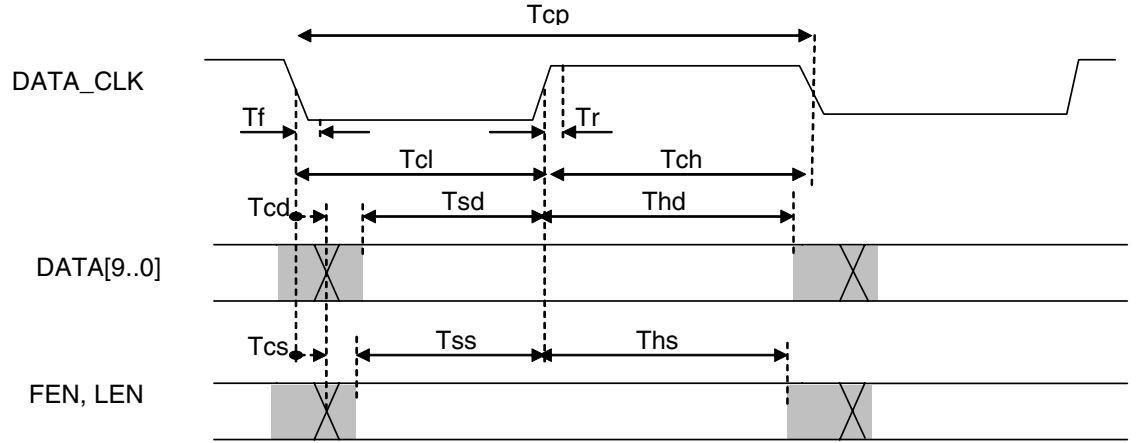 Tcp
DATA_CLK
Tf
Tr
Tcl
Tch
Tcd
Tsd
Thd
DATA[9..0]
Tcs
Tss
Ths
FEN, LEN